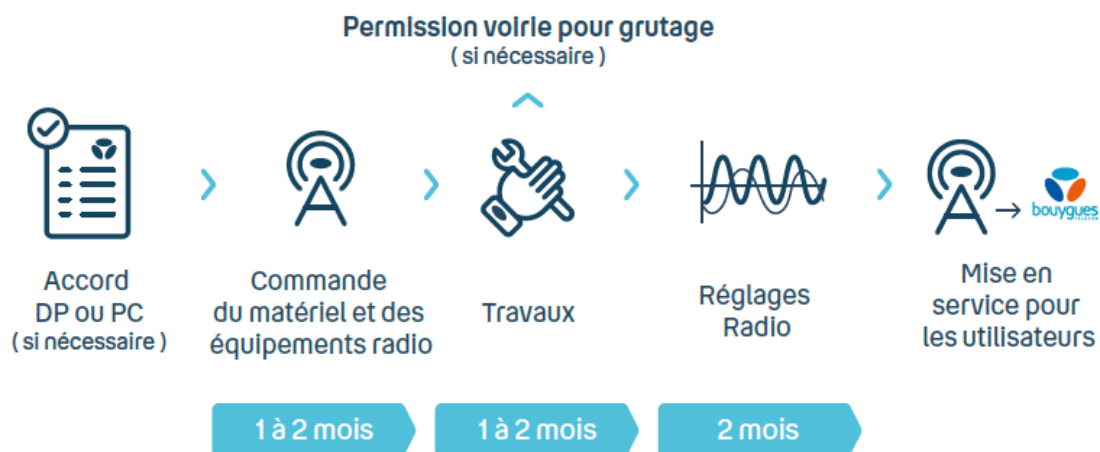 Permission voirie pour grutage
( si nécessaire )
Accord
DP ou PC
( si nécessaire )
Commande
du matériel et des
équipements radio
Travaux
Réglages
Radio
bouygues
TELECOM
Mise en
service pour
les utilisateurs
1 à 2 mois
1 à 2 mois
2 mois